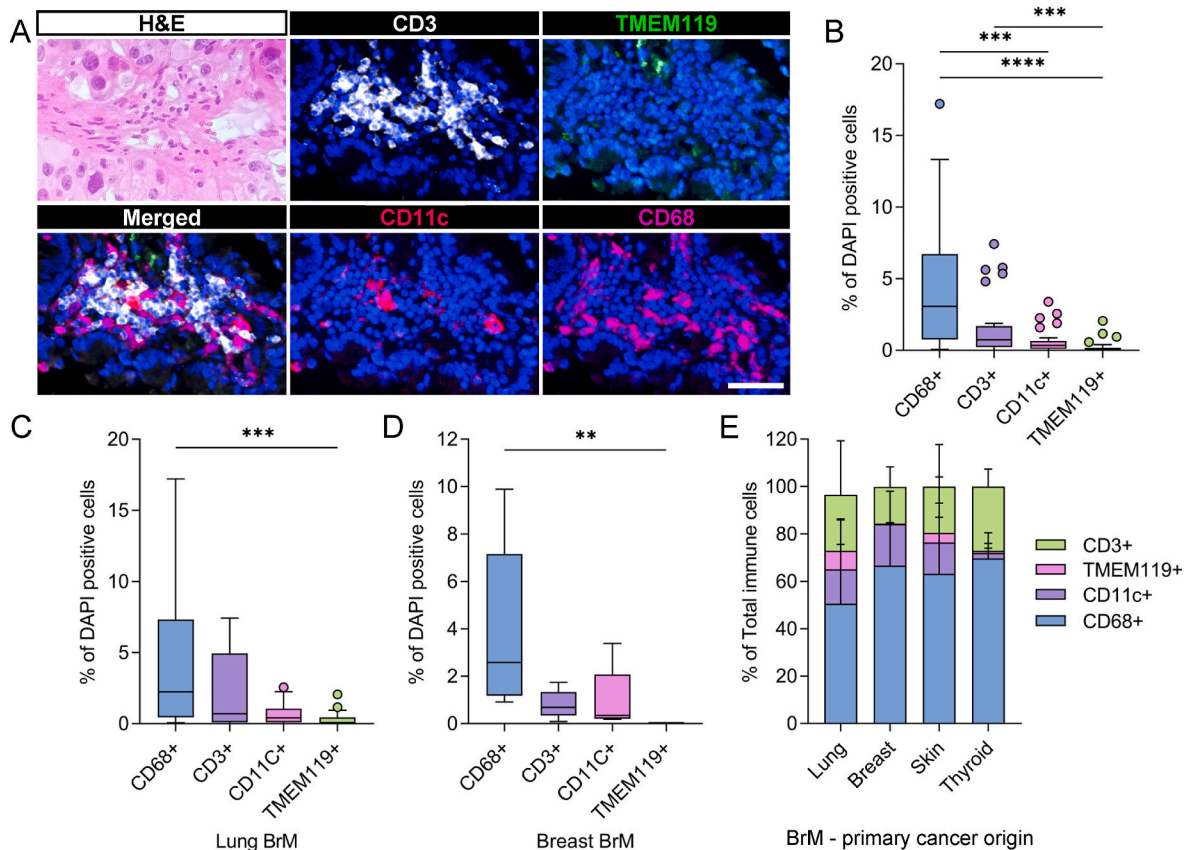 A
H&E
CD3
TMEM119
Merged
CD11c
CD68
B
***
***
****
% of DAPI positive cells
20
15
10
5
0
CD68+
CD3+
CD11c+
TMEM119+
C
***
% of DAPI positive cells
20
15
10
5
0
CD68+
CD3+
CD11C+
TMEM119+
Lung BrM
D
**
% of DAPI positive cells
12
10
8
6
4
2
0
CD68+
CD3+
CD11C+
TMEM119+
Breast BrM
E
% of Total immune cells
120
100
80
60
40
20
0
Lung
Breast
Skin
Thyroid
BrM - primary cancer origin
CD3+
TMEM119+
CD11c+
CD68+